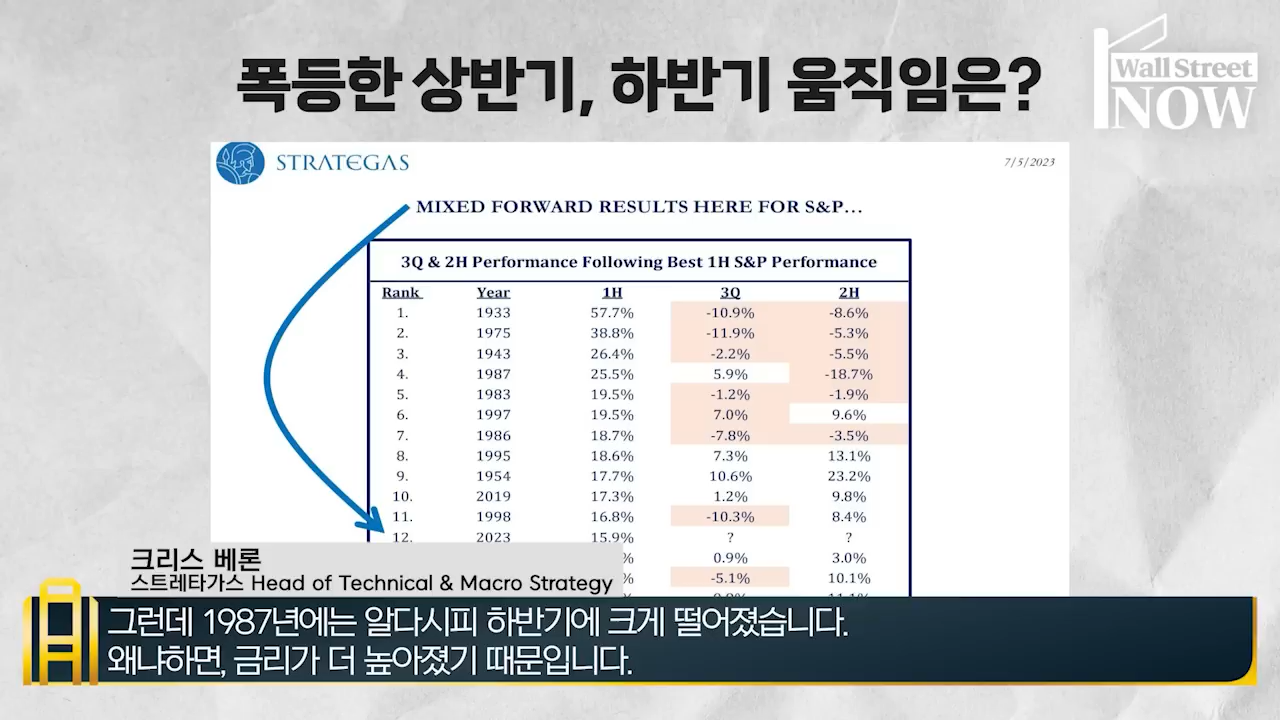 폭등한 상반기, 하반기 움직임은?
Wall Street
NOW
STRATEGAS
7/5/2023
MIXED FORWARD RESULTS HERE FOR S&P...
3Q & 2H Performance Following Best 1H S&P Performance
Rank Year 1H 3Q 2H
1. 1933 57.7% -10.9% -8.6%
2. 1975 38.8% -11.9% -5.3%
3. 1943 26.4% -2.2% -5.5%
4. 1987 25.5% 5.9% -18.7%
5. 1983 19.5% -1.2% -1.9%
6. 1997 19.5% 7.0% 9.6%
7. 1986 18.7% -7.8% -3.5%
8. 1995 18.6% 7.3% 13.1%
9. 1954 17.7% 10.6% 23.2%
10. 2019 17.3% 1.2% 9.8%
11. 1998 16.8% -10.3% 8.4%
12. 2023 15.9% ? ?
% 0.9% 3.0%
% -5.1% 10.1%
크리스 베론
스트레타가스 Head of Technical & Macro Strategy
그런데 1987년에는 알다시피 하반기에 크게 떨어졌습니다.
왜냐하면, 금리가 더 높아졌기 때문입니다.